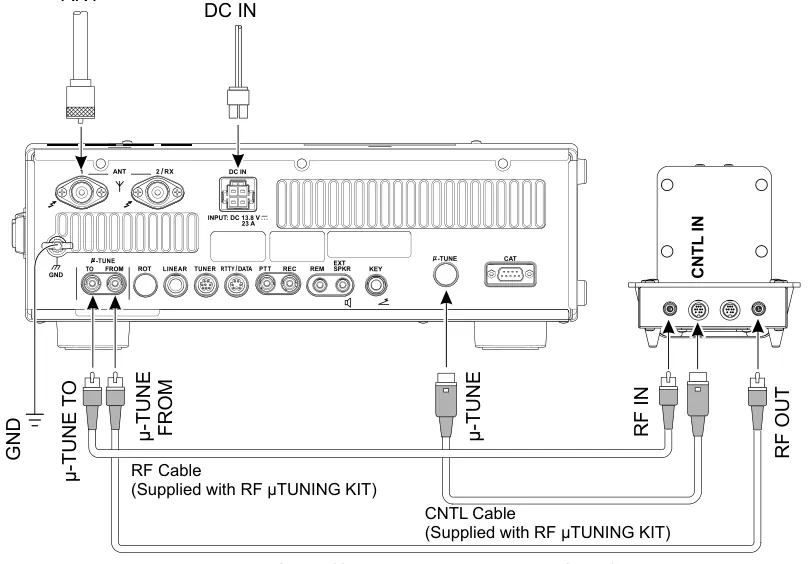 DC IN
1 ANT 2/RX
DC IN
INPUT: DC 13.8 V
23 A
GND
µ-TUNE
TO FROM
ROT
LINEAR
TUNER
RTTY/DATA
PTT
REC
REM
EXT
SPKR
KEY
µ-TUNE
CAT
CNTL IN
GND
µ-TUNE TO
µ-TUNE
FROM
µ-TUNE
RF IN
RF OUT
RF Cable
(Supplied with RF µTUNING KIT)
CNTL Cable
(Supplied with RF µTUNING KIT)